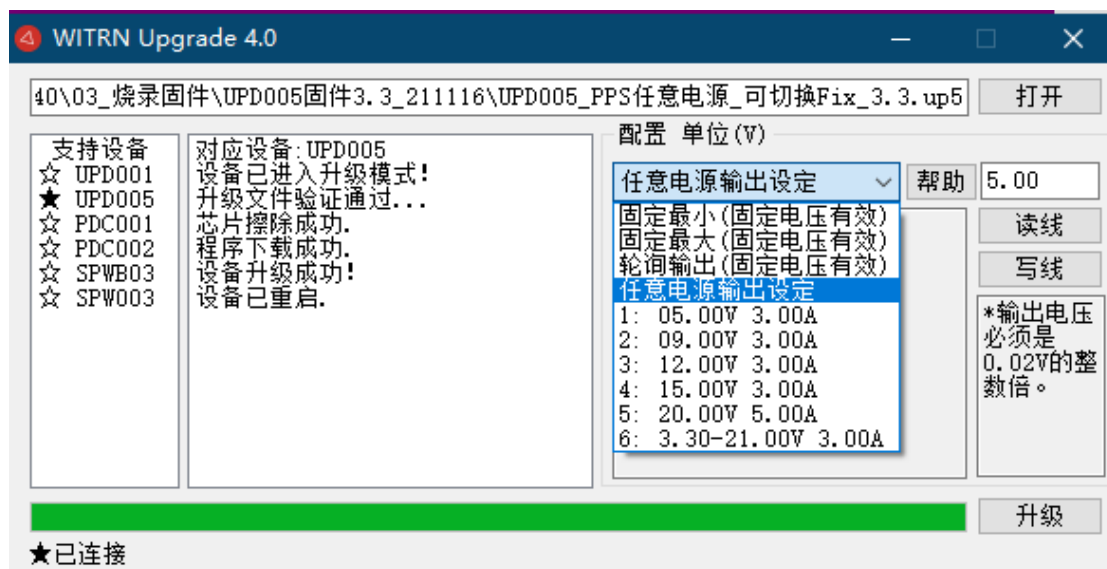 WITRN Upgrade 4.0
40\03_烧录固件\UPD005固件3.3_211116\UPD005_PPS任意电源_可切换Fix_3.3.up5
打开
支持设备
☆ UPD001
★ UPD005
☆ PDC001
☆ PDC002
☆ SPWB03
☆ SPW003
对应设备:UPD005
设备已进入升级模式!
升级文件验证通过...
芯片擦除成功.
程序下载成功.
设备升级成功!
设备已重启.
配置 单位(V)
任意电源输出设定
帮助
5.00
固定最小(固定电压有效)
固定最大(固定电压有效)
轮询输出(固定电压有效)
任意电源输出设定
1: 05.00V 3.00A
2: 09.00V 3.00A
3: 12.00V 3.00A
4: 15.00V 3.00A
5: 20.00V 5.00A
6: 3.30-21.00V 3.00A
读线
写线
*输出电压
必须是
0.02V的整
数倍。
升级
★已连接